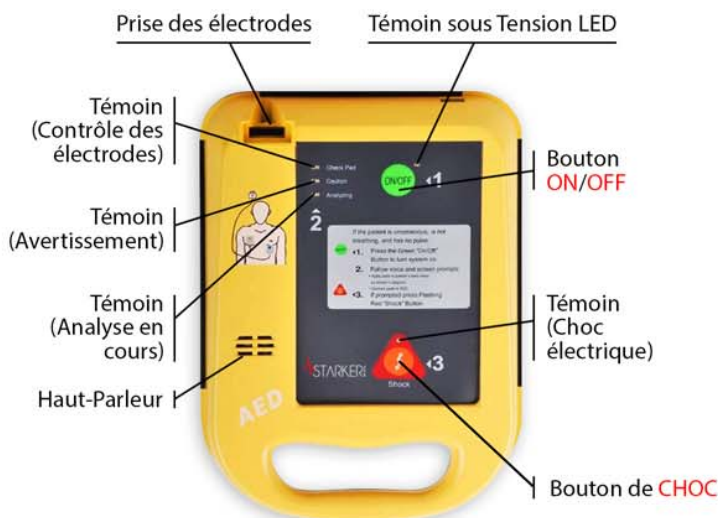 Prise des électrodes
Témoin sous Tension LED
Témoin
(Contrôle des
électrodes)
Témoin
(Avertissement)
Témoin
(Analyse en
cours)
Haut-Parleur
Bouton
ON/OFF
Témoin
(Choc
électrique)
Bouton de CHOC
Check Pad
Caution
Analyzing
ON/OFF
1
2
If the patient is unconscious, is not
breathing, and has no pulse:
1. Press the Green "On/Off"
Button to turn system on
2. Follow voice and screen prompts
3. If prompted press Flashing
Red "Shock" Button
STARKERI
3
Shock
AED